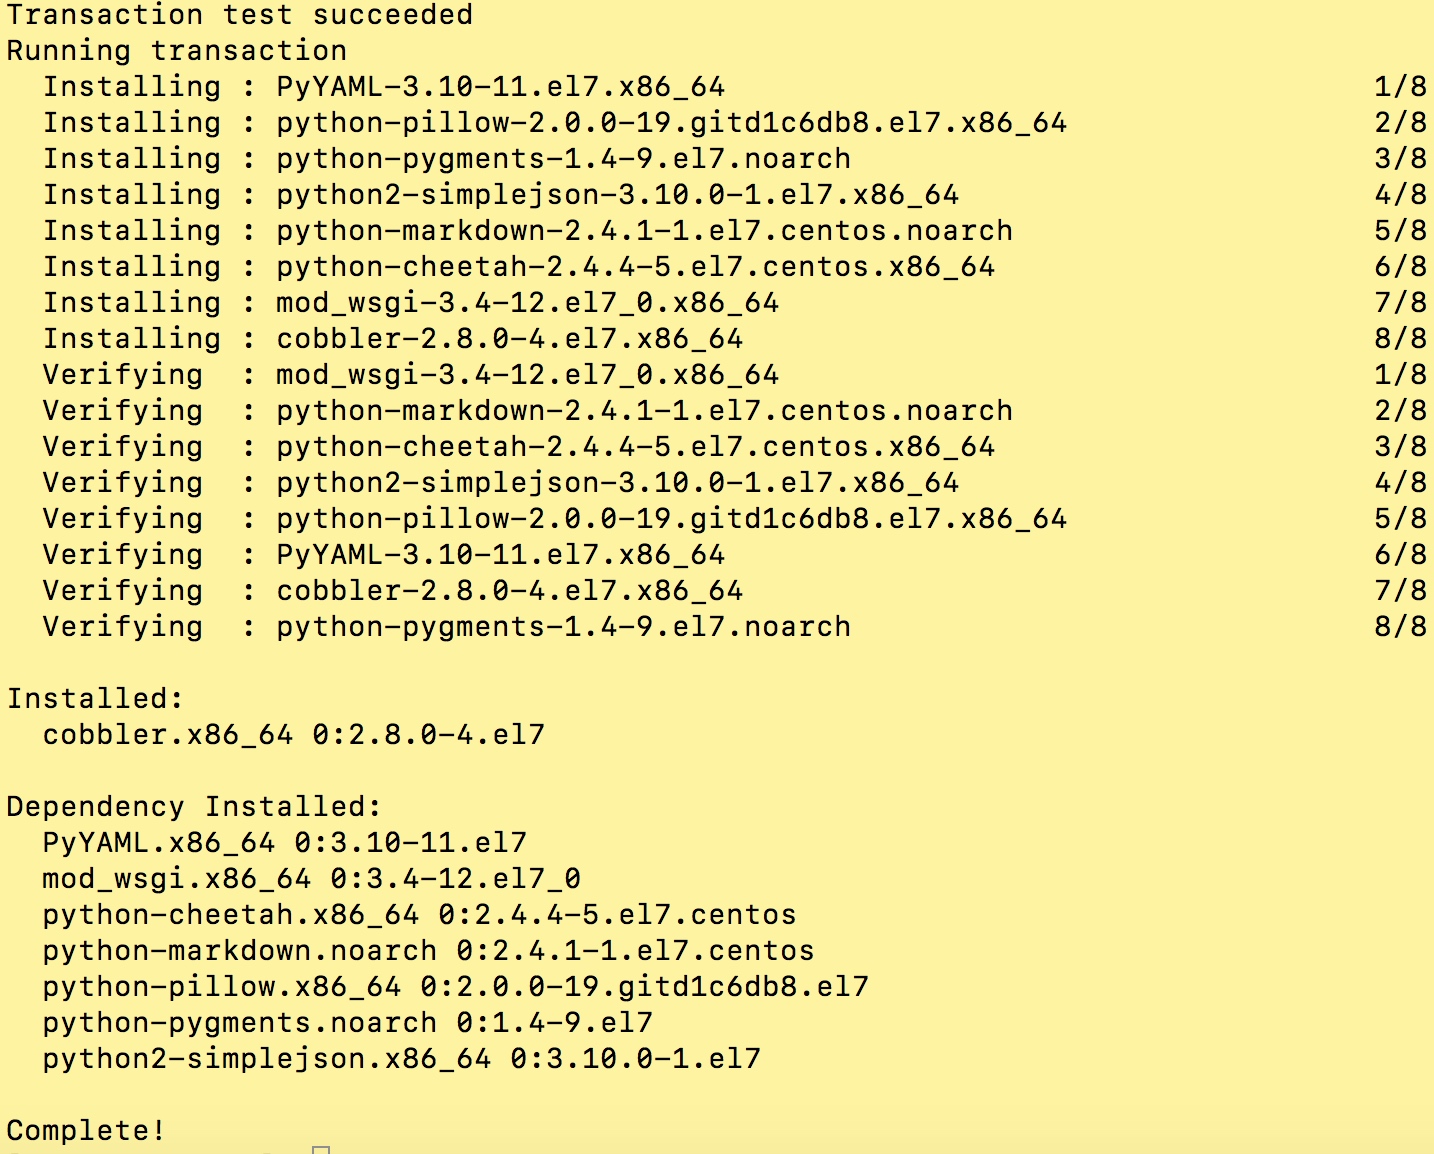 Transaction test succeeded
Running transaction
  Installing : PyYAML-3.10-11.el7.x86_64 1/8
  Installing : python-pillow-2.0.0-19.gitd1c6db8.el7.x86_64 2/8
  Installing : python-pygments-1.4-9.el7.noarch 3/8
  Installing : python2-simplejson-3.10.0-1.el7.x86_64 4/8
  Installing : python-markdown-2.4.1-1.el7.centos.noarch 5/8
  Installing : python-cheetah-2.4.4-5.el7.centos.x86_64 6/8
  Installing : mod_wsgi-3.4-12.el7_0.x86_64 7/8
  Installing : cobbler-2.8.0-4.el7.x86_64 8/8
  Verifying  : mod_wsgi-3.4-12.el7_0.x86_64 1/8
  Verifying  : python-markdown-2.4.1-1.el7.centos.noarch 2/8
  Verifying  : python-cheetah-2.4.4-5.el7.centos.x86_64 3/8
  Verifying  : python2-simplejson-3.10.0-1.el7.x86_64 4/8
  Verifying  : python-pillow-2.0.0-19.gitd1c6db8.el7.x86_64 5/8
  Verifying  : PyYAML-3.10-11.el7.x86_64 6/8
  Verifying  : cobbler-2.8.0-4.el7.x86_64 7/8
  Verifying  : python-pygments-1.4-9.el7.noarch 8/8

Installed:
  cobbler.x86_64 0:2.8.0-4.el7

Dependency Installed:
  PyYAML.x86_64 0:3.10-11.el7
  mod_wsgi.x86_64 0:3.4-12.el7_0
  python-cheetah.x86_64 0:2.4.4-5.el7.centos
  python-markdown.noarch 0:2.4.1-1.el7.centos
  python-pillow.x86_64 0:2.0.0-19.gitd1c6db8.el7
  python-pygments.noarch 0:1.4-9.el7
  python2-simplejson.x86_64 0:3.10.0-1.el7

Complete!